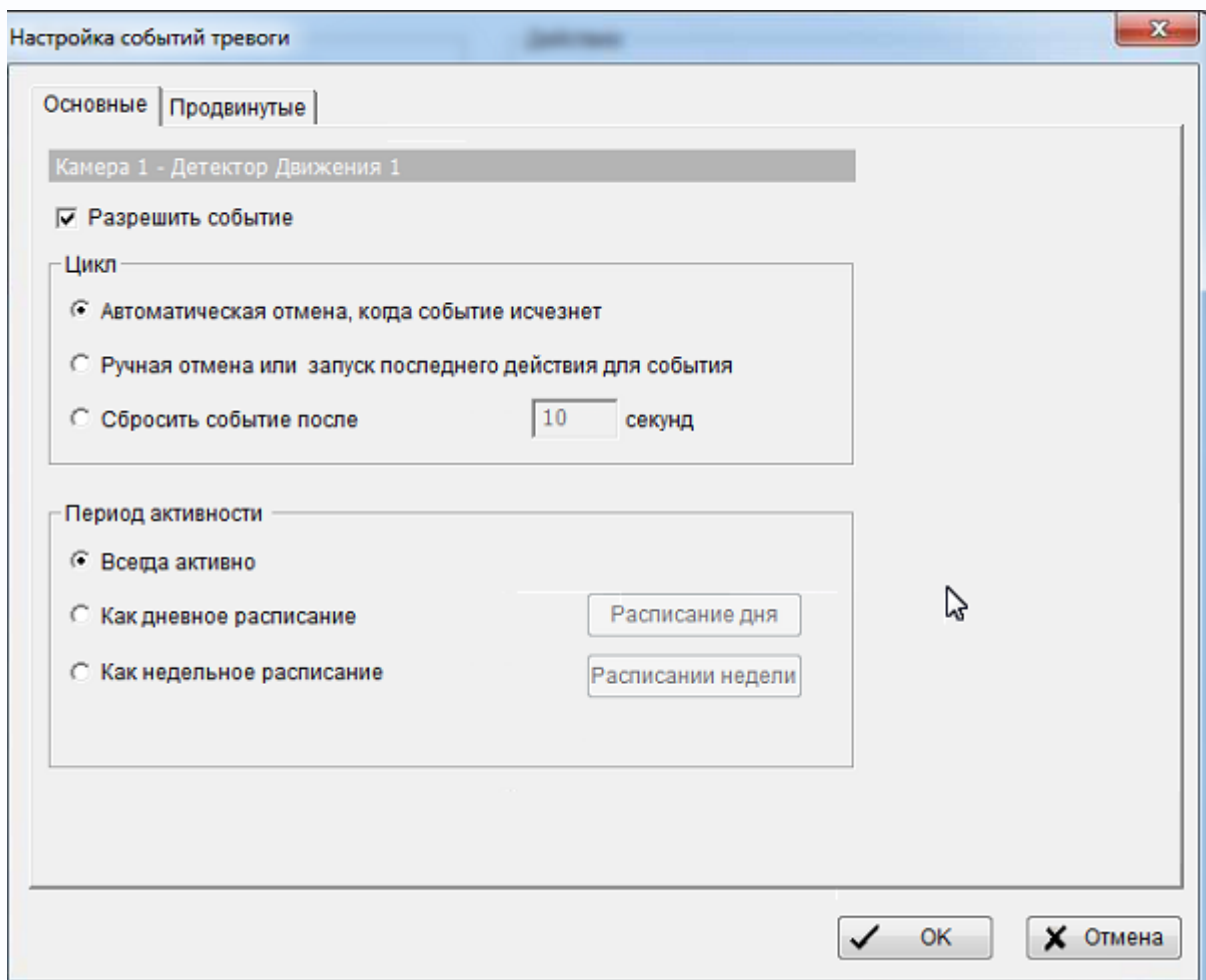 Настройка событий тревоги
Основные Продвинутые
Камера 1 - Детектор Движения 1
Разрешить событие
Цикл
Автоматическая отмена, когда событие исчезнет
Ручная отмена или запуск последнего действия для события
Сбросить событие после 10 секунд
Период активности
Всегда активно
Как дневное расписание Расписание дня
Как недельное расписание Расписании недели
OK Отмена